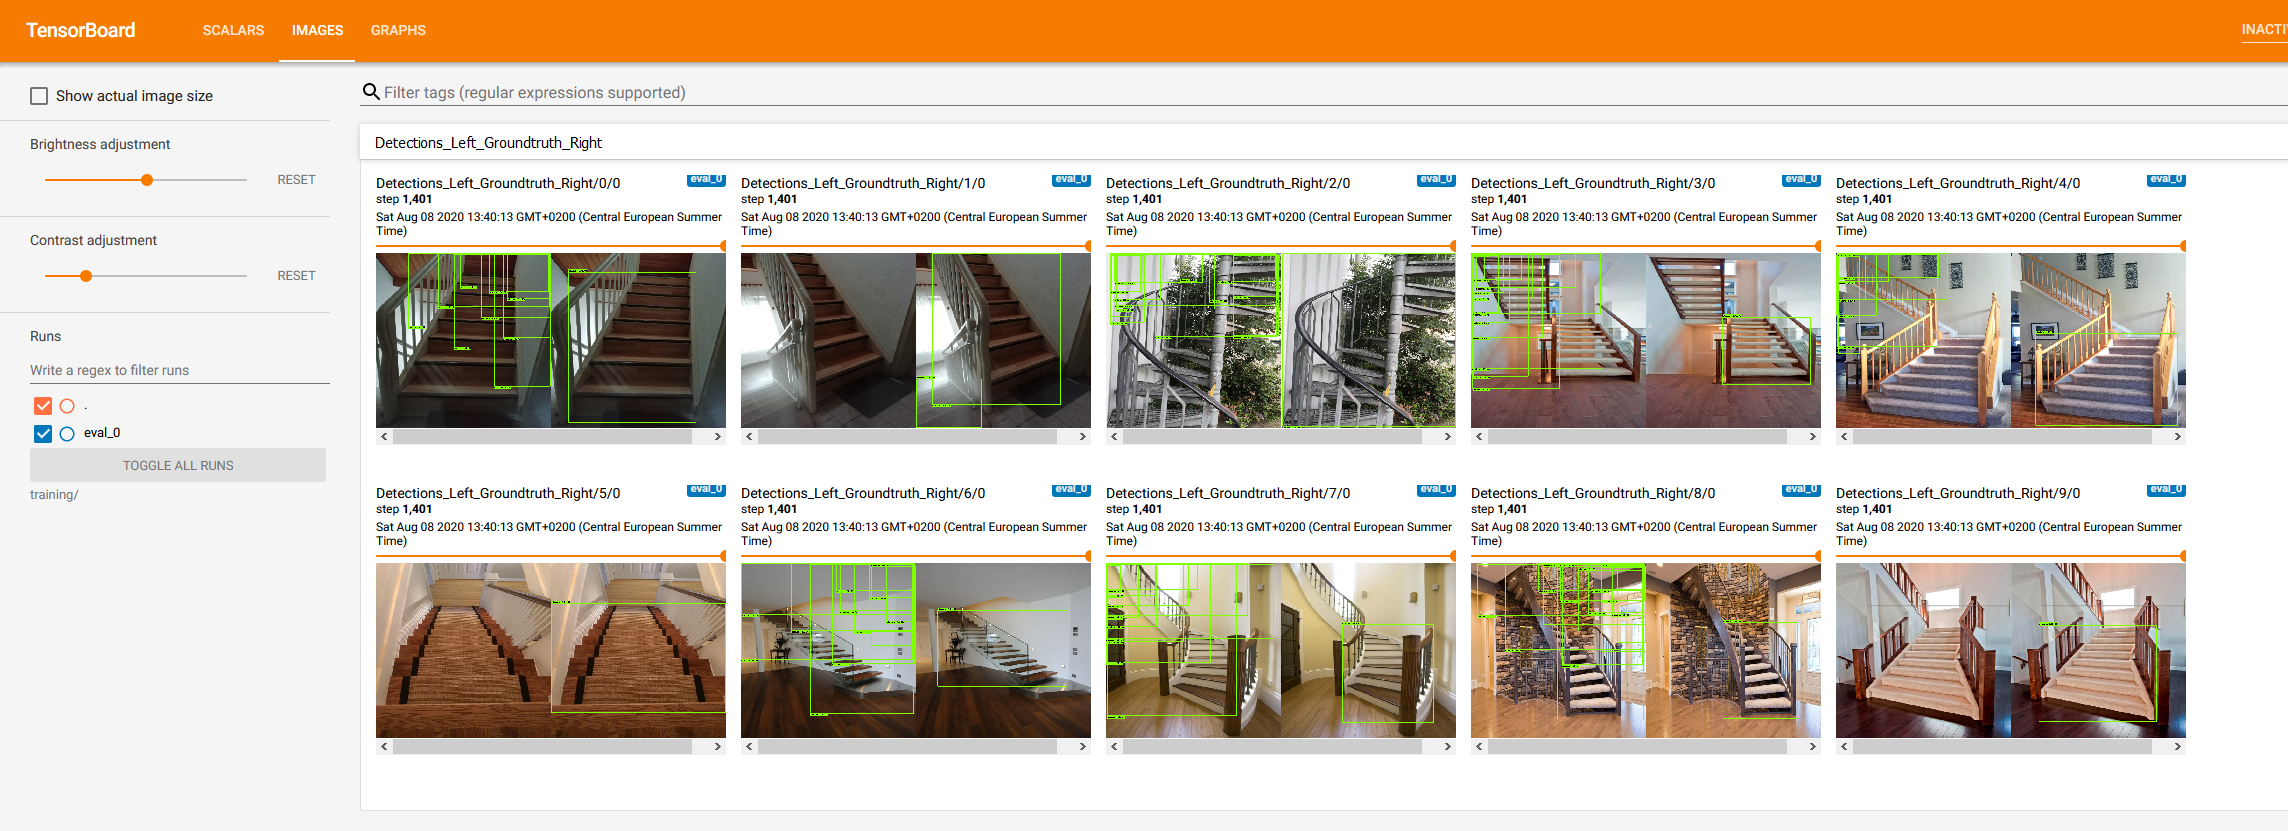 TensorBoard
SCALARS
IMAGES
GRAPHS
INACTI
Show actual image size
Filter tags (regular expressions supported)
Brightness adjustment
RESET
Contrast adjustment
RESET
Runs
Write a regex to filter runs
.
eval_0
TOGGLE ALL RUNS
training/
Detections_Left_Groundtruth_Right
Detections_Left_Groundtruth_Right/0/0
eval_0
step 1,401
Sat Aug 08 2020 13:40:13 GMT+0200 (Central European Summer
Time)
Detections_Left_Groundtruth_Right/1/0
eval_0
step 1,401
Sat Aug 08 2020 13:40:13 GMT+0200 (Central European Summer
Time)
Detections_Left_Groundtruth_Right/2/0
eval_0
step 1,401
Sat Aug 08 2020 13:40:13 GMT+0200 (Central European Summer
Time)
Detections_Left_Groundtruth_Right/3/0
eval_0
step 1,401
Sat Aug 08 2020 13:40:13 GMT+0200 (Central European Summer
Time)
Detections_Left_Groundtruth_Right/4/0
eval_0
step 1,401
Sat Aug 08 2020 13:40:13 GMT+0200 (Central European Summer
Time)
Detections_Left_Groundtruth_Right/5/0
eval_0
step 1,401
Sat Aug 08 2020 13:40:13 GMT+0200 (Central European Summer
Time)
Detections_Left_Groundtruth_Right/6/0
eval_0
step 1,401
Sat Aug 08 2020 13:40:13 GMT+0200 (Central European Summer
Time)
Detections_Left_Groundtruth_Right/7/0
eval_0
step 1,401
Sat Aug 08 2020 13:40:13 GMT+0200 (Central European Summer
Time)
Detections_Left_Groundtruth_Right/8/0
eval_0
step 1,401
Sat Aug 08 2020 13:40:13 GMT+0200 (Central European Summer
Time)
Detections_Left_Groundtruth_Right/9/0
eval_0
step 1,401
Sat Aug 08 2020 13:40:13 GMT+0200 (Central European Summer
Time)